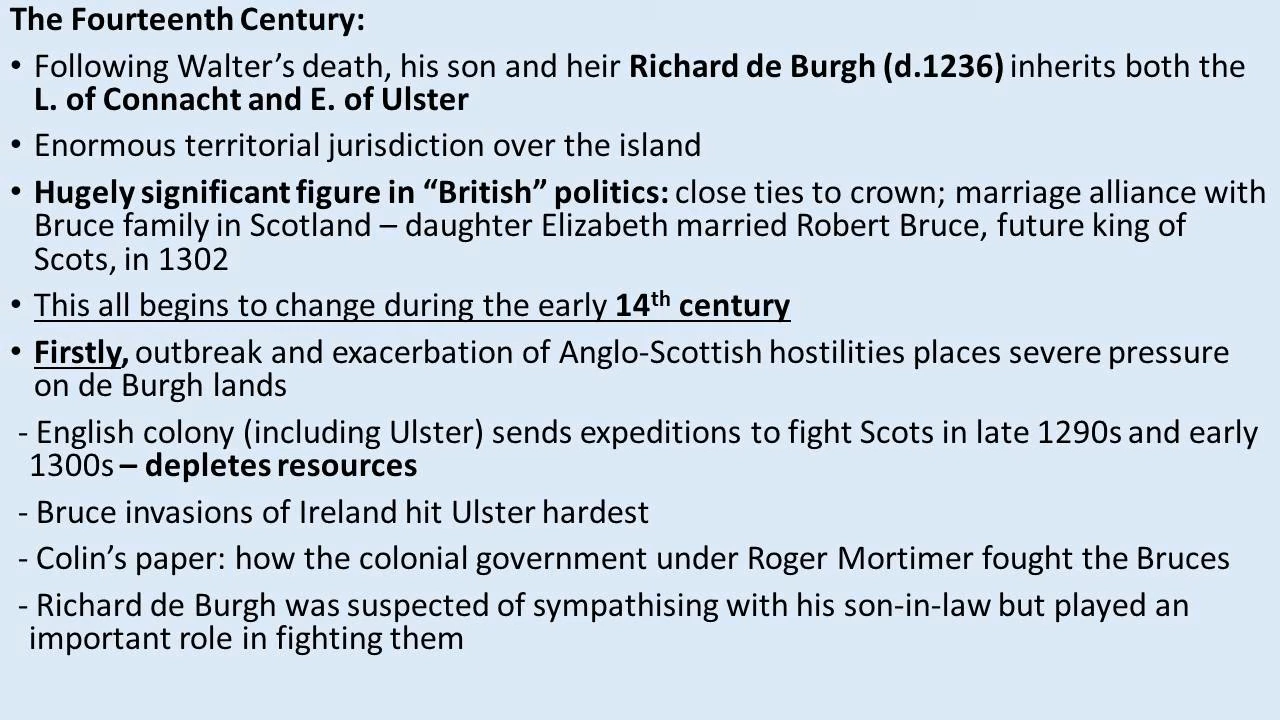 The Fourteenth Century:
• Following Walter’s death, his son and heir Richard de Burgh (d.1236) inherits both the
L. of Connacht and E. of Ulster
• Enormous territorial jurisdiction over the island
• Hugely significant figure in “British” politics: close ties to crown; marriage alliance with
Bruce family in Scotland – daughter Elizabeth married Robert Bruce, future king of
Scots, in 1302
• This all begins to change during the early 14th century
• Firstly, outbreak and exacerbation of Anglo-Scottish hostilities places severe pressure
on de Burgh lands
- English colony (including Ulster) sends expeditions to fight Scots in late 1290s and early
1300s – depletes resources
- Bruce invasions of Ireland hit Ulster hardest
- Colin’s paper: how the colonial government under Roger Mortimer fought the Bruces
- Richard de Burgh was suspected of sympathising with his son-in-law but played an
important role in fighting them